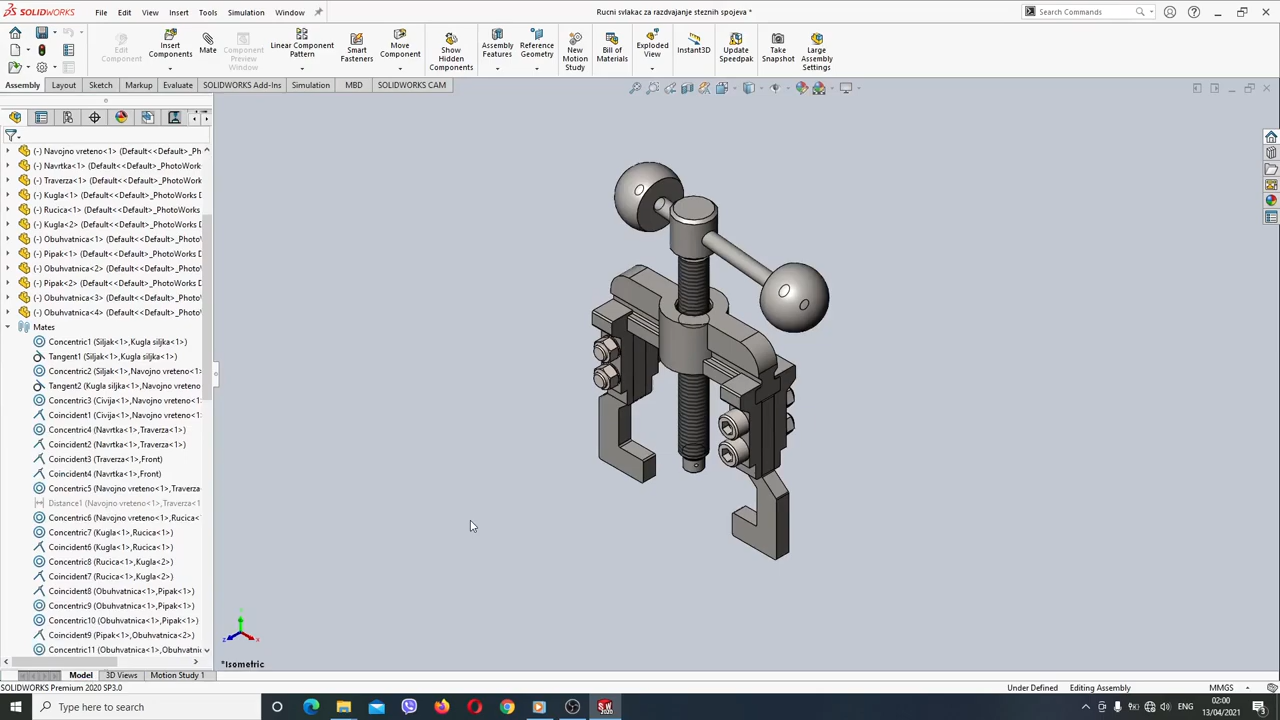 SOLIDWORKS File Edit View Insert Tools Simulation Window Rucni svlakac za razdvajanje steznih spojeva * Search Commands
Edit Component
Insert Components
Mate
Component Preview Window
Linear Component Pattern
Smart Fasteners
Move Component
Show Hidden Components
Assembly Features
Reference Geometry
New Motion Study
Bill of Materials
Exploded View
Instant3D
Update Speedpak
Take Snapshot
Large Assembly Settings
Assembly Layout Sketch Markup Evaluate SOLIDWORKS Add-Ins Simulation MBD SOLIDWORKS CAM
(-) Navojno vreteno<1> (Default<<Default>_Ph
(-) Navrtka<1> (Default<<Default>_PhotoWork
(-) Traverza<1> (Default<<Default>_PhotoWork
(-) Kugla<1> (Default<<Default>_PhotoWorks D
(-) Rucica<1> (Default<<Default>_PhotoWorks
(-) Kugla<2> (Default<<Default>_PhotoWorks D
(-) Obuhvatnica<1> (Default<<Default>_Photo
(-) Pipak<1> (Default<<Default>_PhotoWorks D
(-) Obuhvatnica<2> (Default<<Default>_Photo
(-) Pipak<2> (Default<<Default>_PhotoWorks D
(-) Obuhvatnica<3> (Default<<Default>_Photo
(-) Obuhvatnica<4> (Default<<Default>_Photo
Mates
Concentric1 (Siljak<1>,Kugla siljka<1>)
Tangent1 (Siljak<1>,Kugla siljka<1>)
Concentric2 (Siljak<1>,Navojno vreteno<1>
Tangent2 (Kugla siljka<1>,Navojno vreteno
Concentric3 (Civija<1>,Navojno vreteno<1>
Coincident1 (Civija<1>,Navojno vreteno<1>
Concentric4 (Navrtka<1>,Traverza<1>)
Coincident2 (Navrtka<1>,Traverza<1>)
Coincident3 (Traverza<1>,Front)
Coincident4 (Navrtka<1>,Front)
Concentric5 (Navojno vreteno<1>,Traverza
Distance1 (Navojno vreteno<1>,Traverza<1
Concentric6 (Navojno vreteno<1>,Rucica<
Concentric7 (Kugla<1>,Rucica<1>)
Coincident6 (Kugla<1>,Rucica<1>)
Concentric8 (Rucica<1>,Kugla<2>)
Coincident7 (Rucica<1>,Kugla<2>)
Coincident8 (Obuhvatnica<1>,Pipak<1>)
Concentric9 (Obuhvatnica<1>,Pipak<1>)
Concentric10 (Obuhvatnica<1>,Pipak<1>)
Coincident9 (Pipak<1>,Obuhvatnica<2>)
Concentric11 (Obuhvatnica<1>,Obuhvatni
*Isometric
Model 3D Views Motion Study 1
SOLIDWORKS Premium 2020 SP3.0 Under Defined Editing Assembly MMGS
Type here to search ENG 02:00
13/04/2021